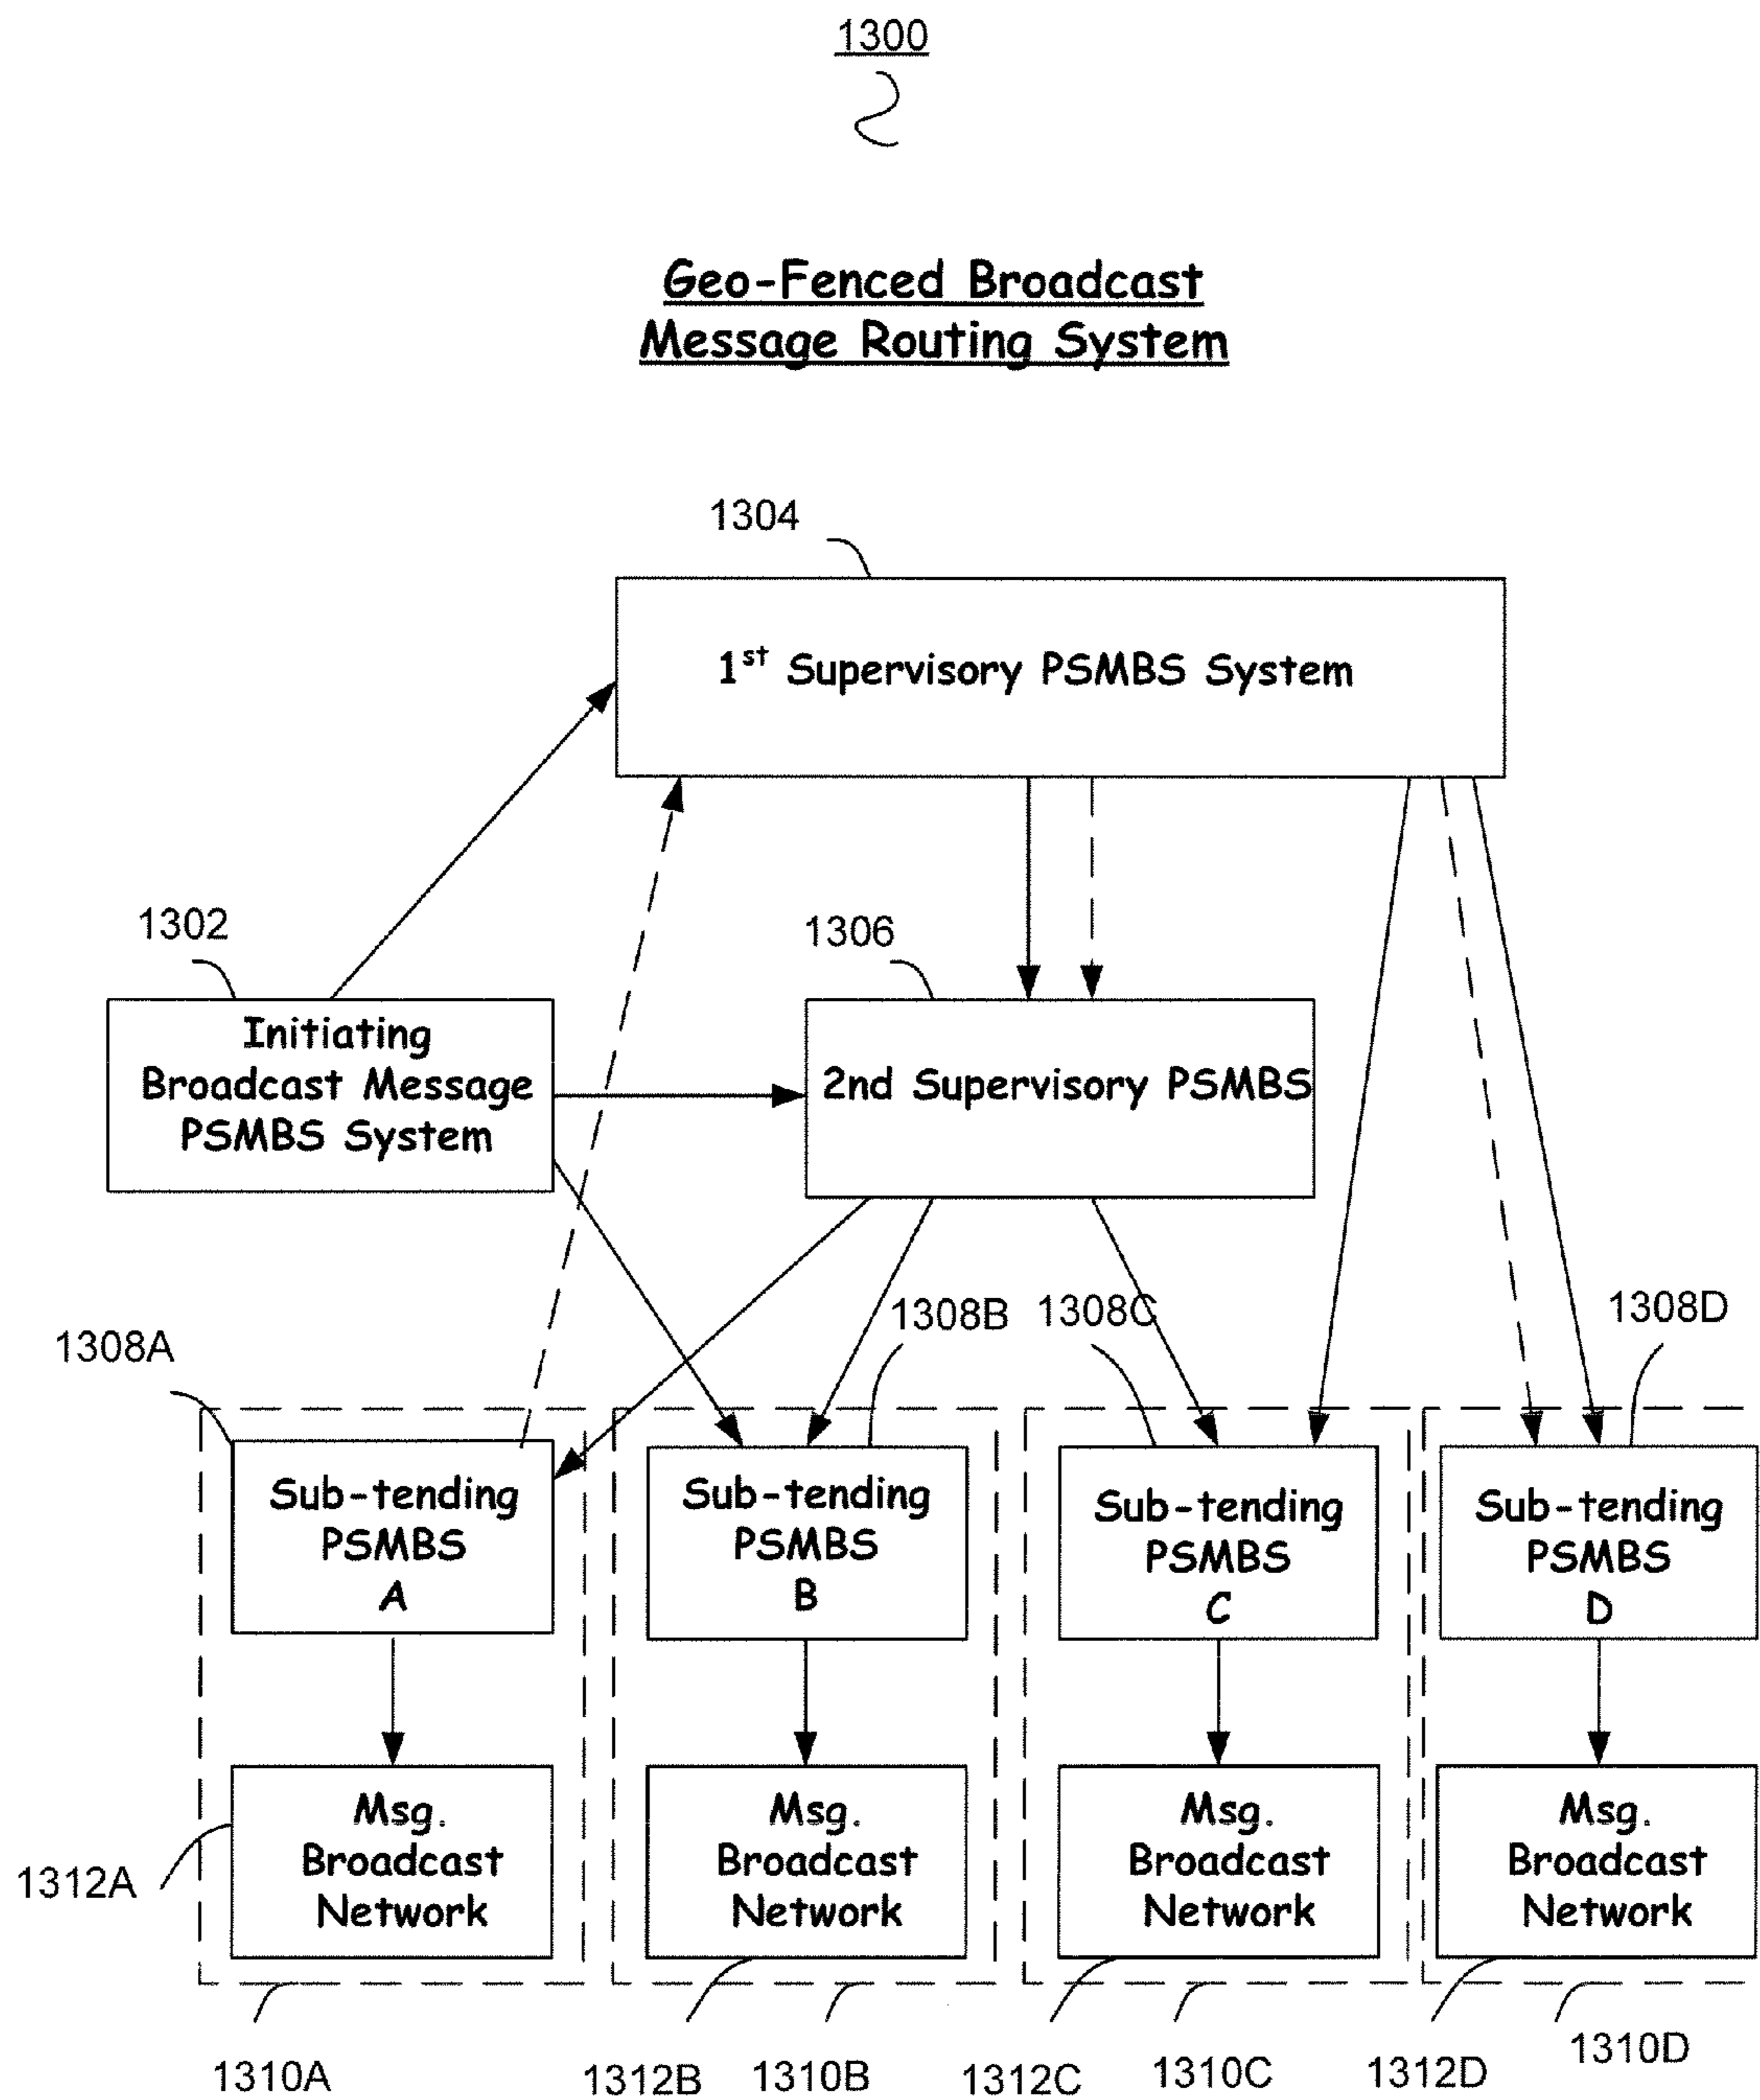 1300
Geo-Fenced Broadcast
Message Routing System
1304
1st Supervisory PSMBS System
1302
1306
Initiating
Broadcast Message
PSMBS System
2nd Supervisory PSMBS
1308A
1308B
1308C
1308D
Sub-tending
PSMBS
A
Sub-tending
PSMBS
B
Sub-tending
PSMBS
C
Sub-tending
PSMBS
D
Msg.
Broadcast
Network
Msg.
Broadcast
Network
Msg.
Broadcast
Network
Msg.
Broadcast
Network
1312A
1310A
1312B
1310B
1312C
1310C
1312D
1310D